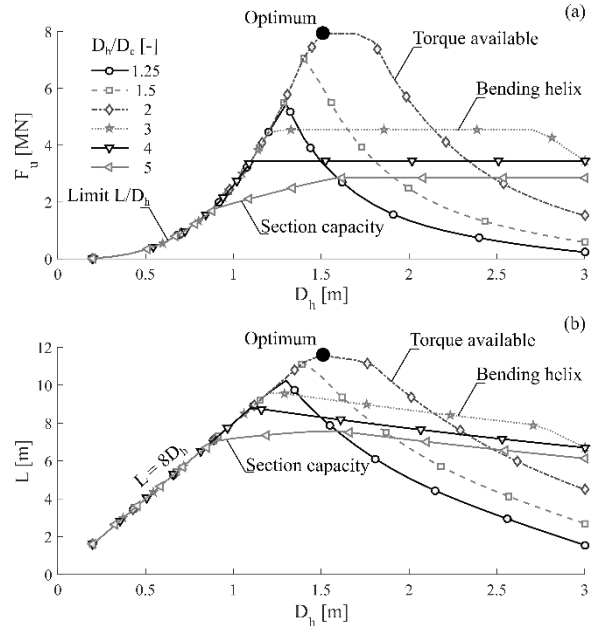 (a)
Optimum
Dₕ/D꜀ [-]
1.25
1.5
2
3
4
5
Torque available
Bending helix
Limit L/Dₕ
Section capacity
Fᵤ [MN]
8
6
4
2
0
0 0.5 1 1.5 2 2.5 3
Dₕ [m]
(b)
Optimum
Torque available
Bending helix
L = 8Dₕ
Section capacity
L [m]
12
10
8
6
4
2
0
0 0.5 1 1.5 2 2.5 3
Dₕ [m]